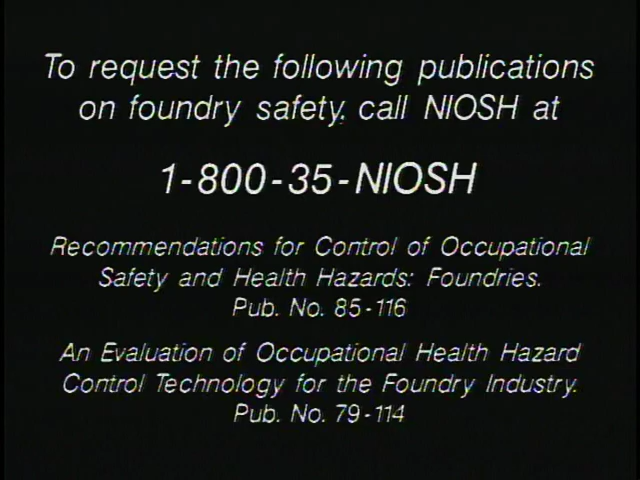 To request the following publications
on foundry safety, call NIOSH at
1-800-35-NIOSH
Recommendations for Control of Occupational
Safety and Health Hazards: Foundries.
Pub. No. 85-116
An Evaluation of Occupational Health Hazard
Control Technology for the Foundry Industry.
Pub. No. 79-114